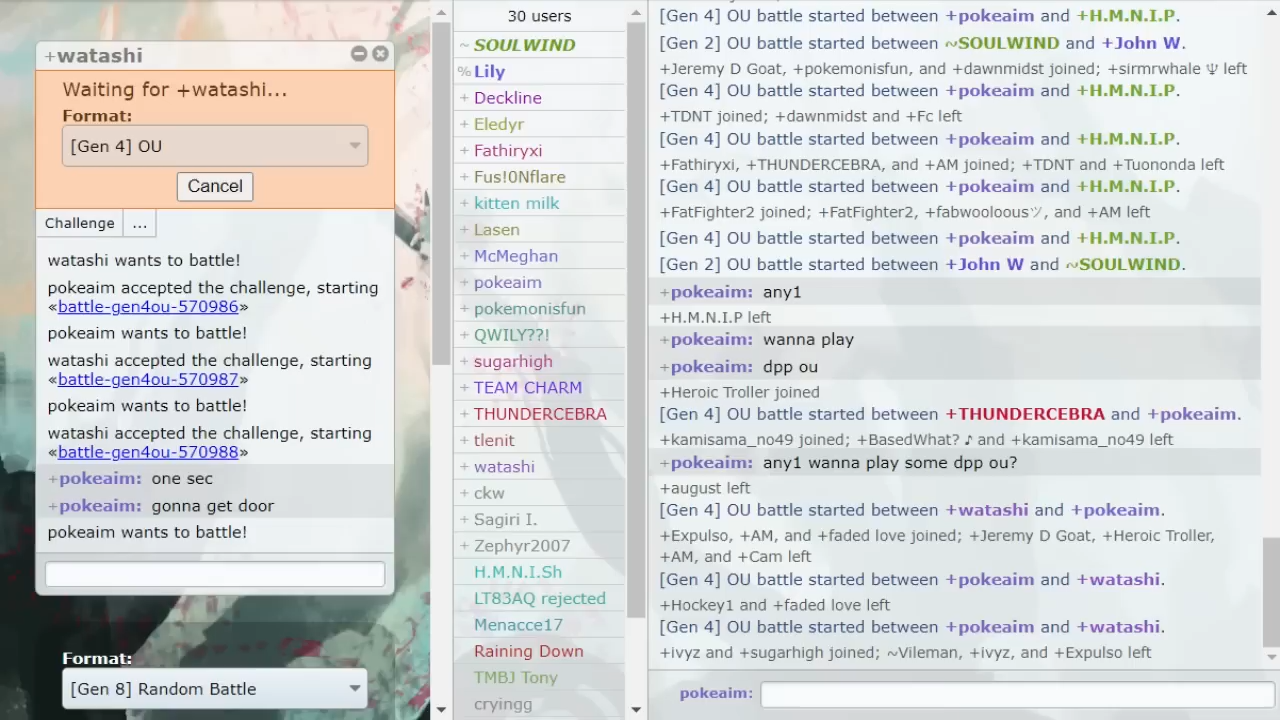 +watashi
Waiting for +watashi...
Format:
[Gen 4] OU
Cancel
Challenge
...
watashi wants to battle!
pokeaim accepted the challenge, starting
«battle-gen4ou-570986»
pokeaim wants to battle!
watashi accepted the challenge, starting
«battle-gen4ou-570987»
pokeaim wants to battle!
watashi accepted the challenge, starting
«battle-gen4ou-570988»
+pokeaim: one sec
+pokeaim: gonna get door
pokeaim wants to battle!
Format:
[Gen 8] Random Battle
30 users
~ SOULWIND
% Lily
+ Deckline
+ Eledyr
+ Fathiryxi
+ Fus!0Nflare
+ kitten milk
+ Lasen
+ McMeghan
+ pokeaim
+ pokemonisfun
+ QWILY??!
+ sugarhigh
+ TEAM CHARM
+ THUNDERCEBRA
+ tlenit
+ watashi
+ ckw
+ Sagiri I.
+ Zephyr2007
H.M.N.I.Sh
LT83AQ rejected
Menacce17
Raining Down
TMBJ Tony
cryingg
[Gen 4] OU battle started between +pokeaim and +H.M.N.I.P.
[Gen 2] OU battle started between ~SOULWIND and +John W.
+Jeremy D Goat, +pokemonisfun, and +dawnmidst joined; +sirmrwhale Ψ left
[Gen 4] OU battle started between +pokeaim and +H.M.N.I.P.
+TDNT joined; +dawnmidst and +Fc left
[Gen 4] OU battle started between +pokeaim and +H.M.N.I.P.
+Fathiryxi, +THUNDERCEBRA, and +AM joined; +TDNT and +Tuononda left
[Gen 4] OU battle started between +pokeaim and +H.M.N.I.P.
+FatFighter2 joined; +FatFighter2, +fabwooloousツ, and +AM left
[Gen 4] OU battle started between +pokeaim and +H.M.N.I.P.
[Gen 2] OU battle started between +John W and ~SOULWIND.
+pokeaim: any1
+H.M.N.I.P left
+pokeaim: wanna play
+pokeaim: dpp ou
+Heroic Troller joined
[Gen 4] OU battle started between +THUNDERCEBRA and +pokeaim.
+kamisama_no49 joined; +BasedWhat? ♪ and +kamisama_no49 left
+pokeaim: any1 wanna play some dpp ou?
+august left
[Gen 4] OU battle started between +watashi and +pokeaim.
+Expulso, +AM, and +faded love joined; +Jeremy D Goat, +Heroic Troller,
+AM, and +Cam left
[Gen 4] OU battle started between +pokeaim and +watashi.
+Hockey1 and +faded love left
[Gen 4] OU battle started between +pokeaim and +watashi.
+ivyz and +sugarhigh joined; ~Vileman, +ivyz, and +Expulso left
pokeaim: